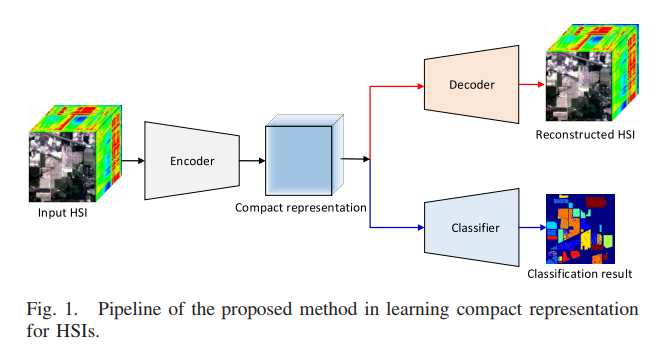 Decoder
Reconstructed HSI
Encoder
Input HSI
Compact representation
Classifier
Classification result
Fig. 1. Pipeline of the proposed method in learning compact representation
for HSIs.